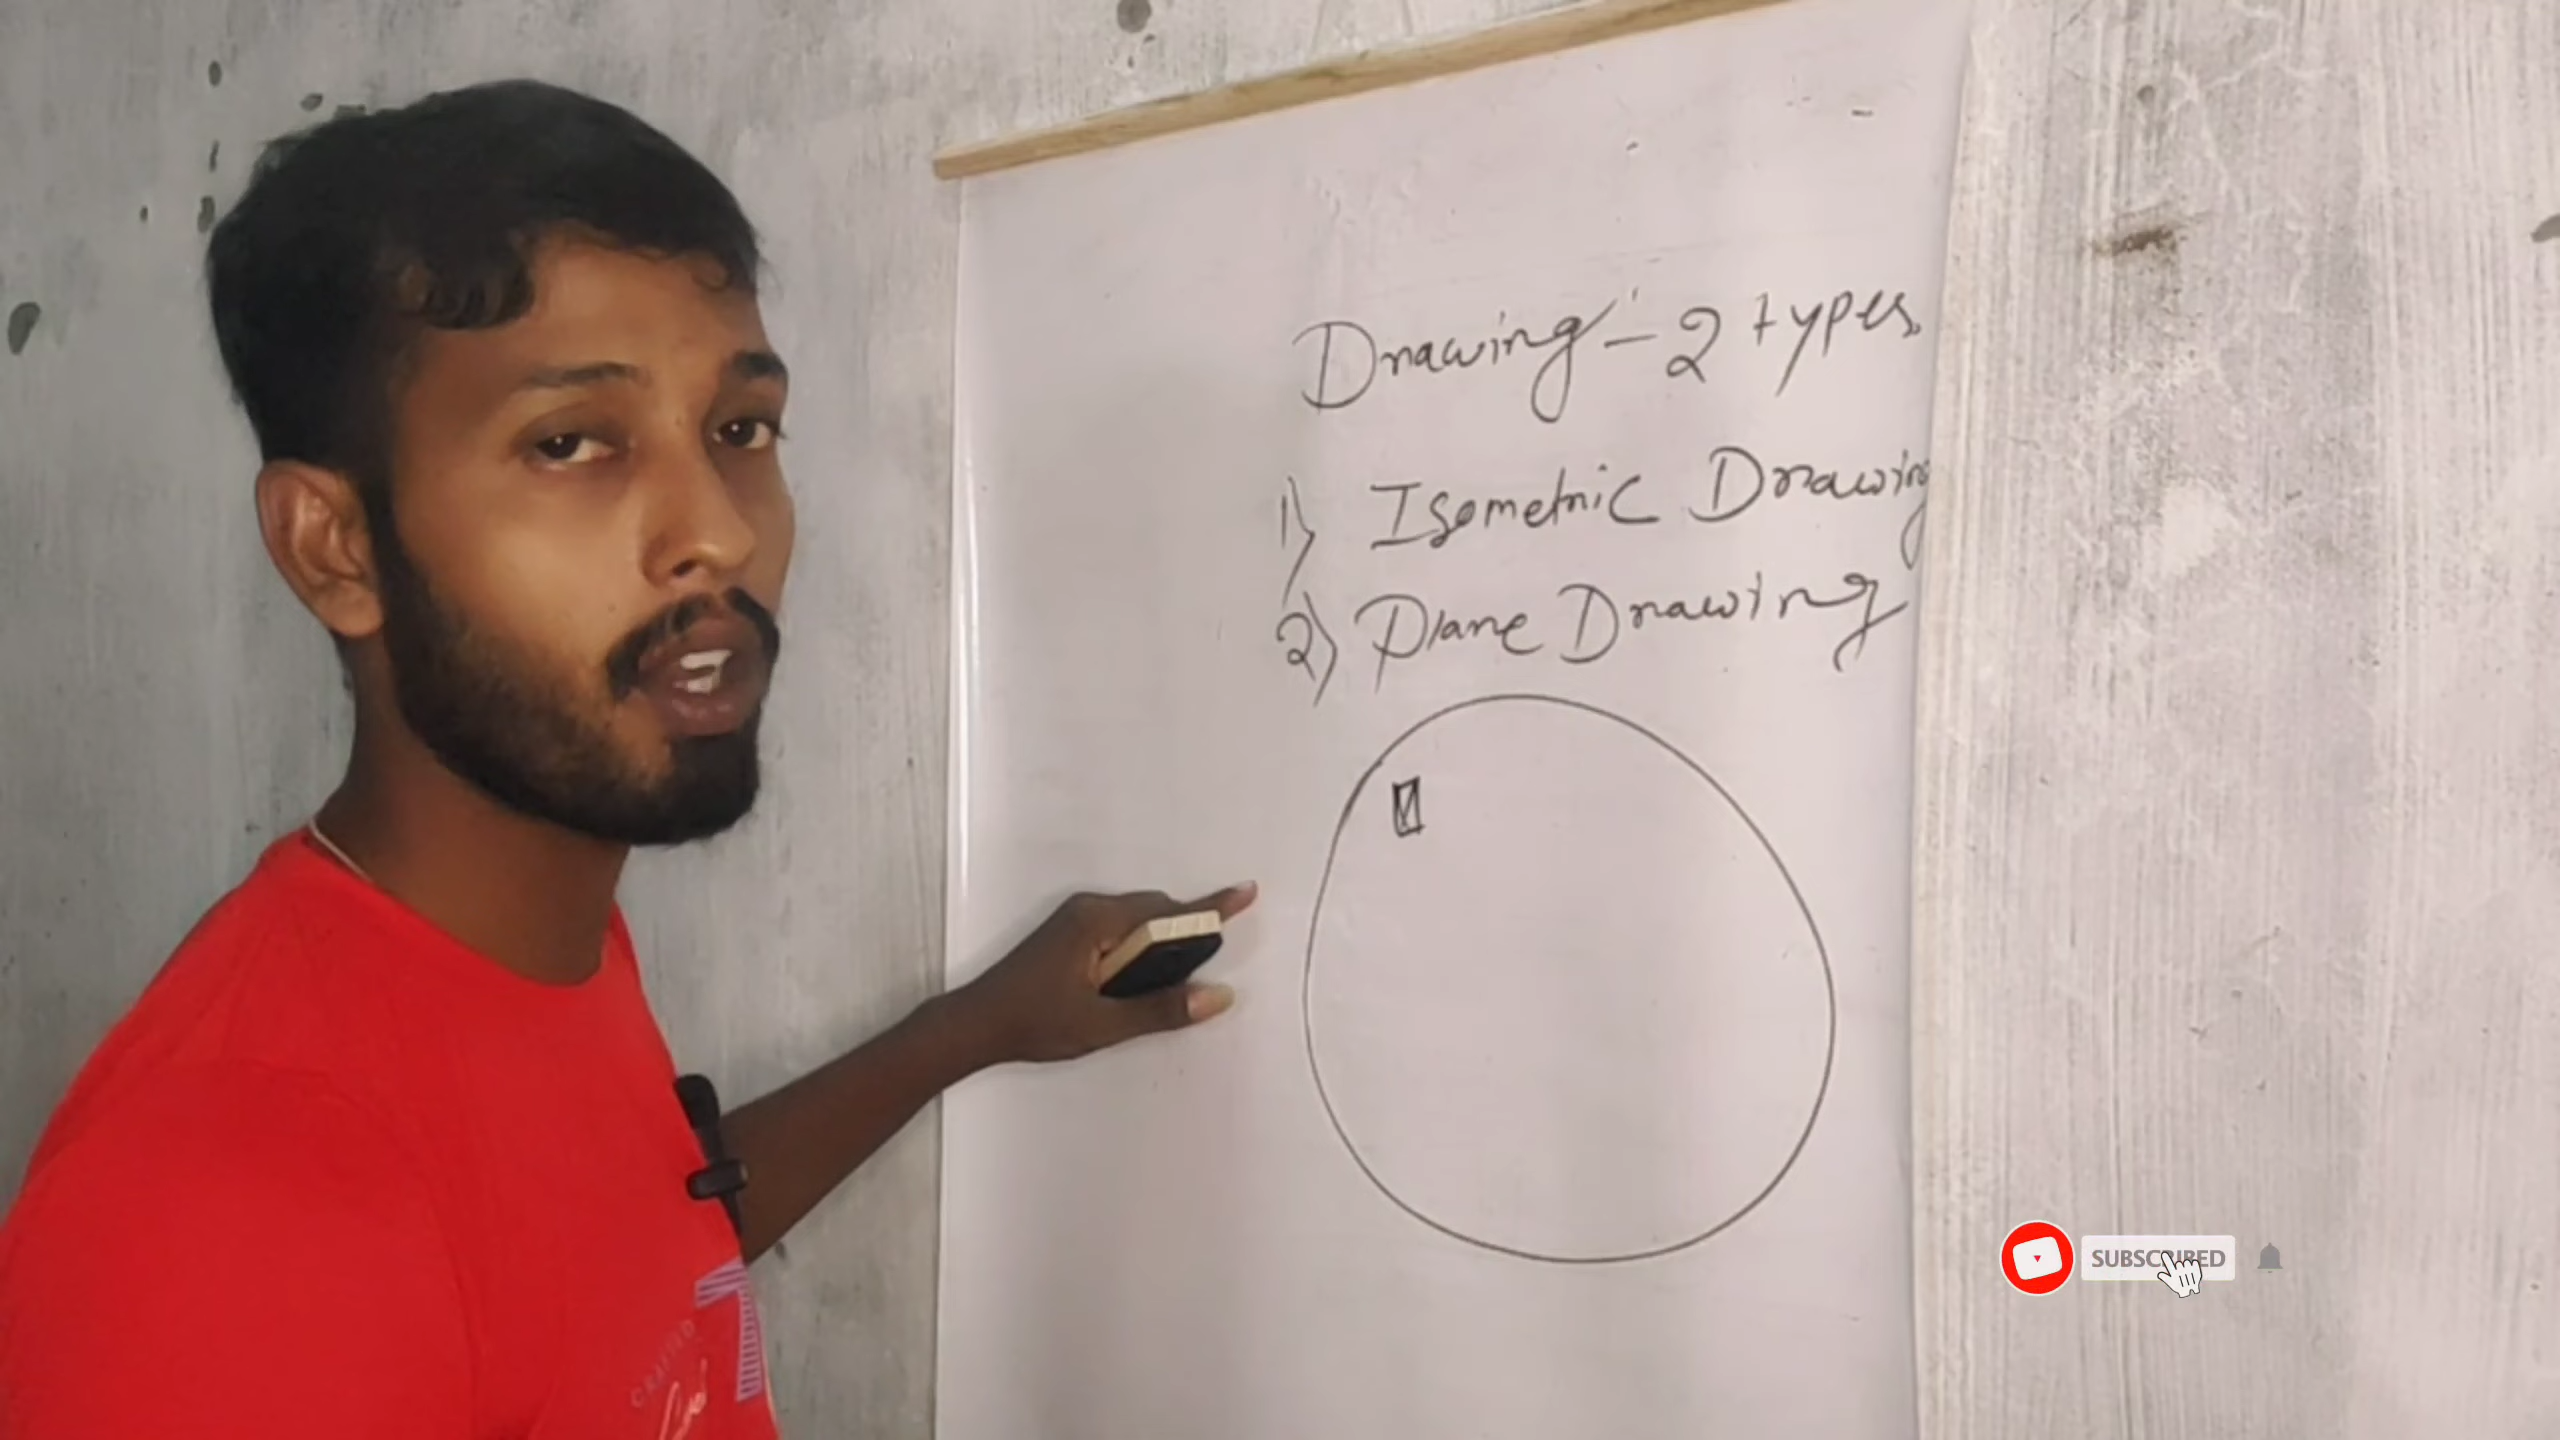 Drawing - 2 types.
1) Isometric Drawing
2) Plane Drawing
SUBSCRIBED